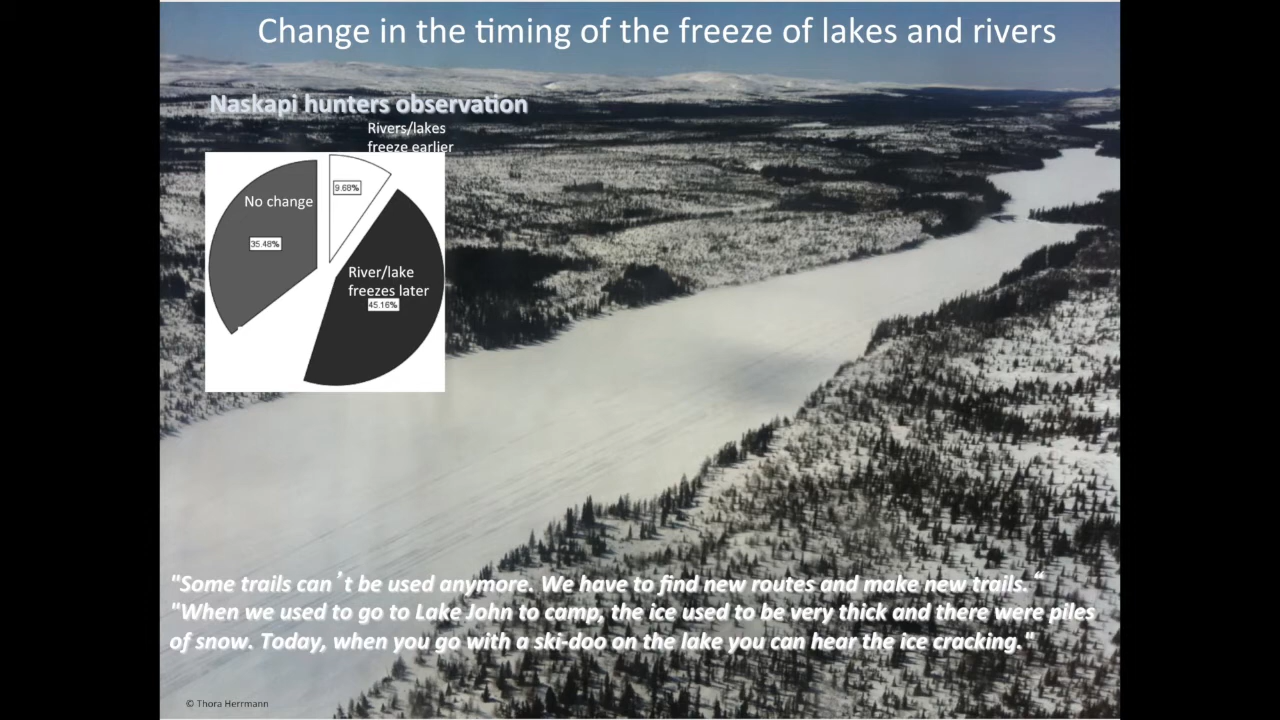 Change in the timing of the freeze of lakes and rivers
Naskapi hunters observation
Rivers/lakes
freeze earlier
9.68%
No change
35.48%
River/lake
freezes later
45.16%
"Some trails can’t be used anymore. We have to find new routes and make new trails.“
"When we used to go to Lake John to camp, the ice used to be very thick and there were piles
of snow. Today, when you go with a ski-doo on the lake you can hear the ice cracking."
© Thora Herrmann